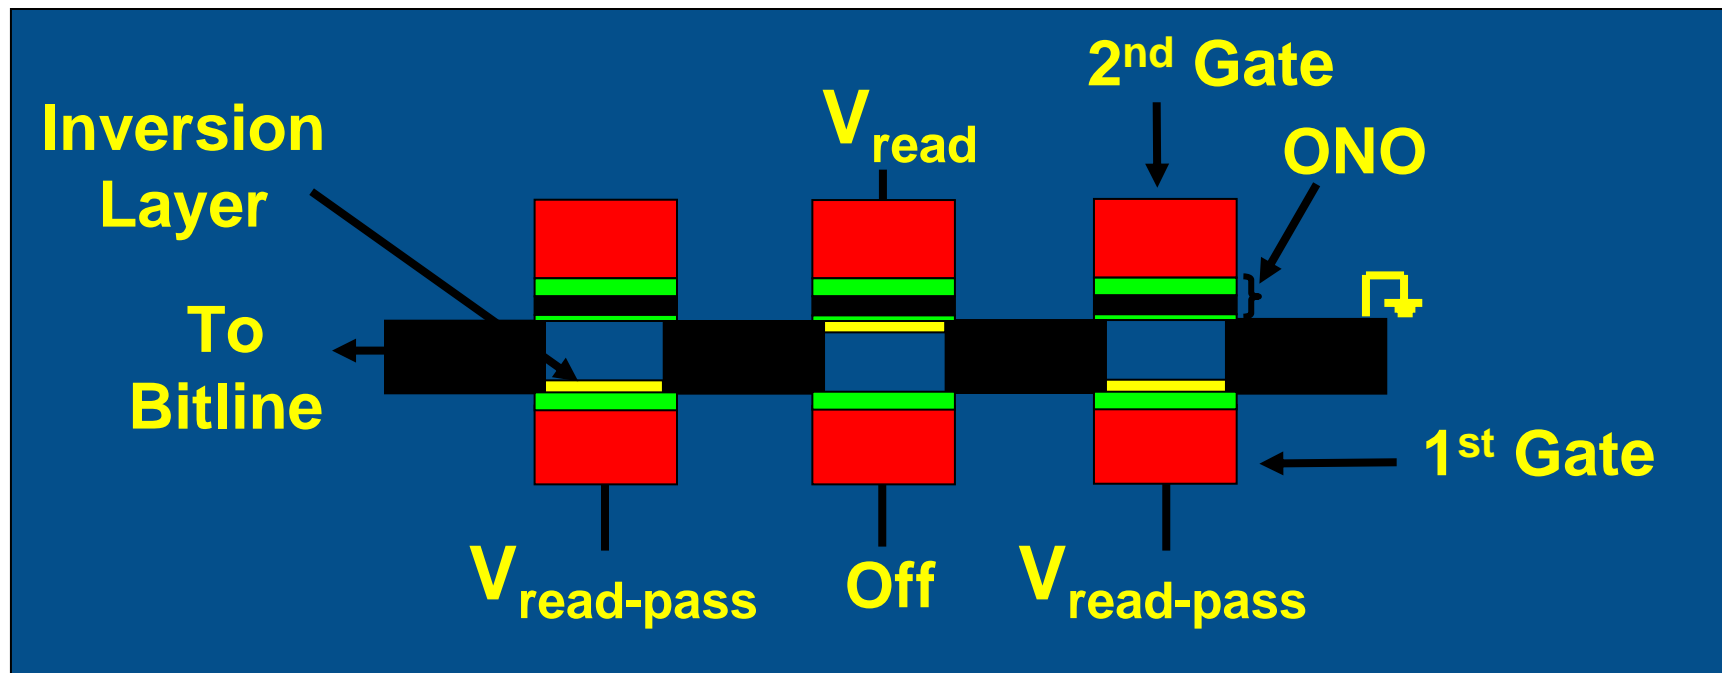 2nd Gate
Inversion
Layer
Vread
ONO
To
Bitline
1st Gate
Vread-pass
Off
Vread-pass